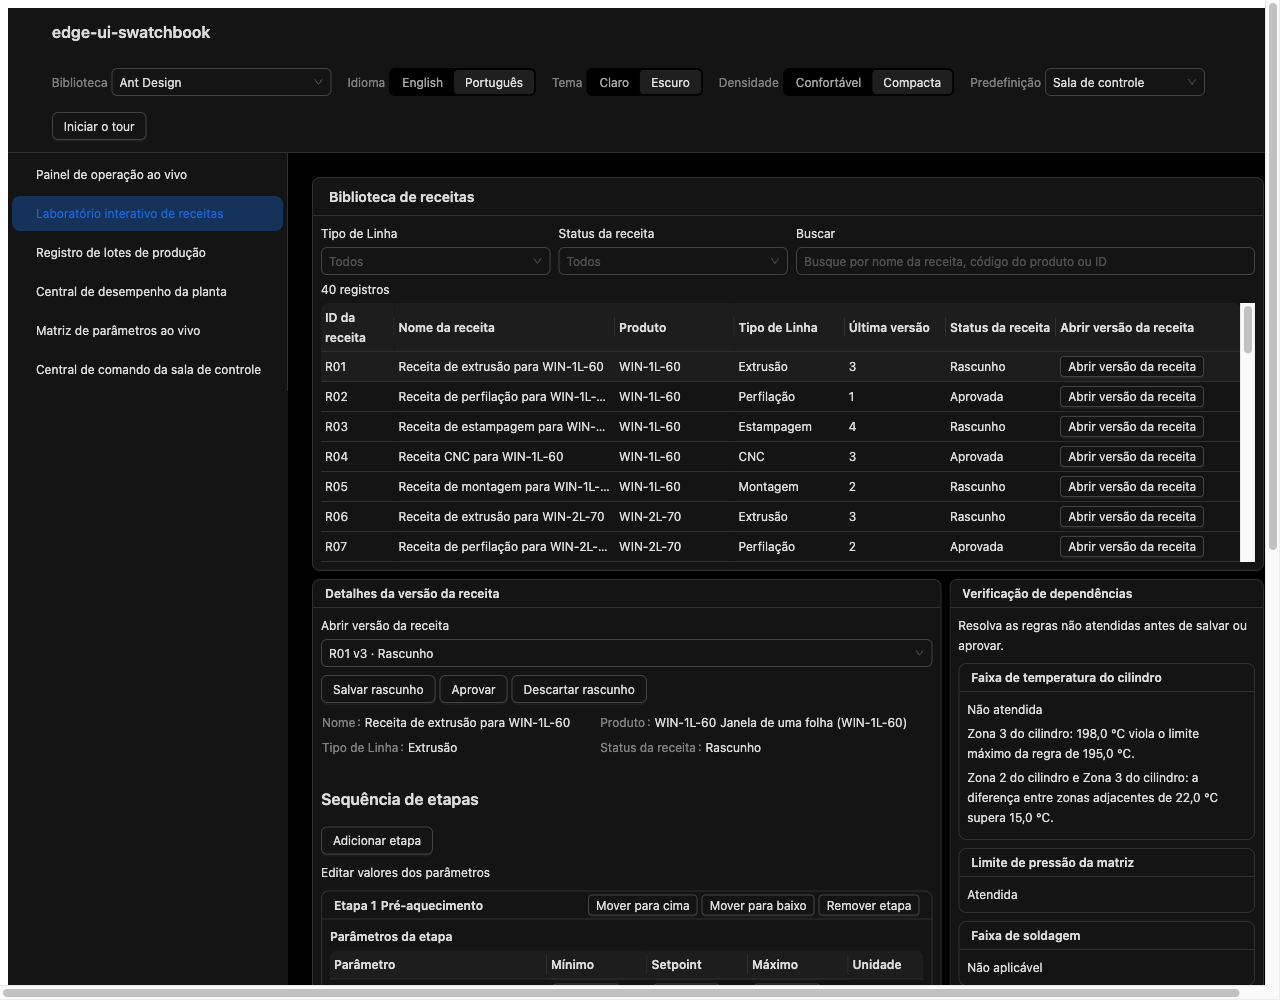 edge-ui-swatchbook
Biblioteca Ant Design Idioma English Português Tema Claro Escuro Densidade Confortável Compacta Predefinição Sala de controle
Iniciar o tour
Painel de operação ao vivo
Laboratório interativo de receitas
Registro de lotes de produção
Central de desempenho da planta
Matriz de parâmetros ao vivo
Central de comando da sala de controle
Biblioteca de receitas
Tipo de Linha Status da receita Buscar
Todos Todos Busque por nome da receita, código do produto ou ID
40 registros
ID da receita Nome da receita Produto Tipo de Linha Última versão Status da receita Abrir versão da receita
R01 Receita de extrusão para WIN-1L-60 WIN-1L-60 Extrusão 3 Rascunho Abrir versão da receita
R02 Receita de perfilação para WIN-1L-... WIN-1L-60 Perfilação 1 Aprovada Abrir versão da receita
R03 Receita de estampagem para WIN-... WIN-1L-60 Estampagem 4 Rascunho Abrir versão da receita
R04 Receita CNC para WIN-1L-60 WIN-1L-60 CNC 3 Aprovada Abrir versão da receita
R05 Receita de montagem para WIN-1L-... WIN-1L-60 Montagem 2 Rascunho Abrir versão da receita
R06 Receita de extrusão para WIN-2L-70 WIN-2L-70 Extrusão 3 Rascunho Abrir versão da receita
R07 Receita de perfilação para WIN-2L-... WIN-2L-70 Perfilação 2 Aprovada Abrir versão da receita
Detalhes da versão da receita
Abrir versão da receita
R01 v3 · Rascunho
Salvar rascunho Aprovar Descartar rascunho
Nome : Receita de extrusão para WIN-1L-60 Produto : WIN-1L-60 Janela de uma folha (WIN-1L-60)
Tipo de Linha : Extrusão Status da receita : Rascunho
Sequência de etapas
Adicionar etapa
Editar valores dos parâmetros
Etapa 1 Pré-aquecimento Mover para cima Mover para baixo Remover etapa
Parâmetros da etapa
Parâmetro Mínimo Setpoint Máximo Unidade
Verificação de dependências
Resolva as regras não atendidas antes de salvar ou
aprovar.
Faixa de temperatura do cilindro
Não atendida
Zona 3 do cilindro: 198,0 °C viola o limite
máximo da regra de 195,0 °C.
Zona 2 do cilindro e Zona 3 do cilindro: a
diferença entre zonas adjacentes de 22,0 °C
supera 15,0 °C.
Limite de pressão da matriz
Atendida
Faixa de soldagem
Não aplicável